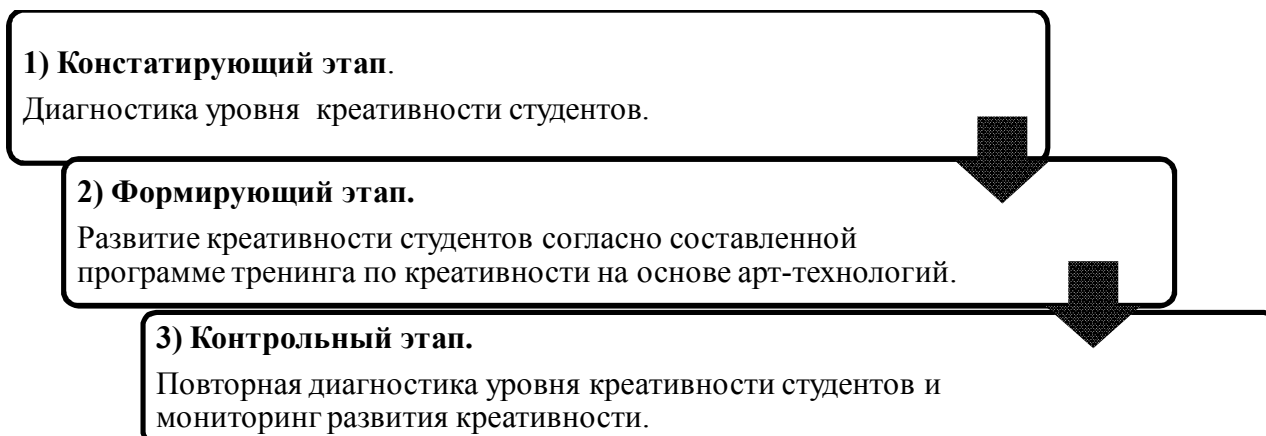 1) Констатирующий этап.
Диагностика уровня креативности студентов.
2) Формирующий этап.
Развитие креативности студентов согласно составленной
программе тренинга по креативности на основе арт-технологий.
3) Контрольный этап.
Повторная диагностика уровня креативности студентов и
мониторинг развития креативности.